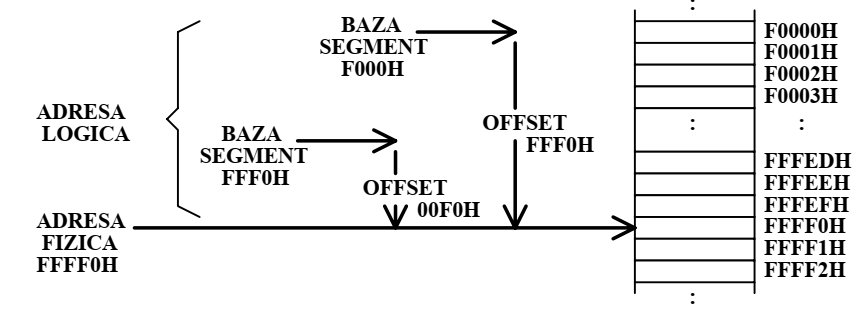 BAZA
SEGMENT
F000H
ADRESA
LOGICA
BAZA
SEGMENT
FFF0H
OFFSET
FFF0H
OFFSET
00F0H
ADRESA
FIZICA
FFFF0H
:
F0000H
F0001H
F0002H
F0003H
: :
FFFEDH
FFFEEH
FFFEFH
FFFF0H
FFFF1H
FFFF2H
: